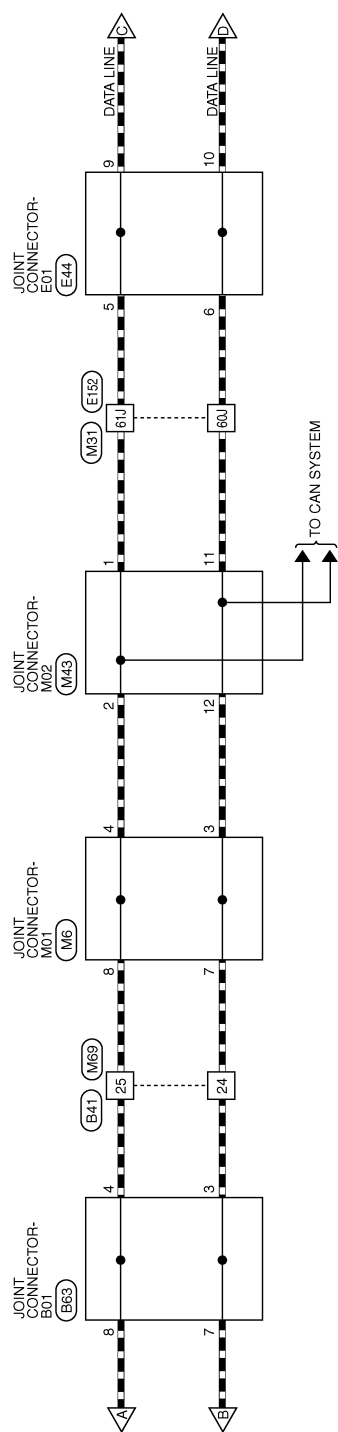 A
B
8
7
JOINT
CONNECTOR-
B01
B63
4
3
B41
M69
25
24
8
7
JOINT
CONNECTOR-
M01
M6
4
3
2
12
JOINT
CONNECTOR-
M02
M43
1
11
TO CAN SYSTEM
M31
E152
61J
60J
5
6
JOINT
CONNECTOR-
E01
E44
9
10
DATA LINE
DATA LINE
C
D